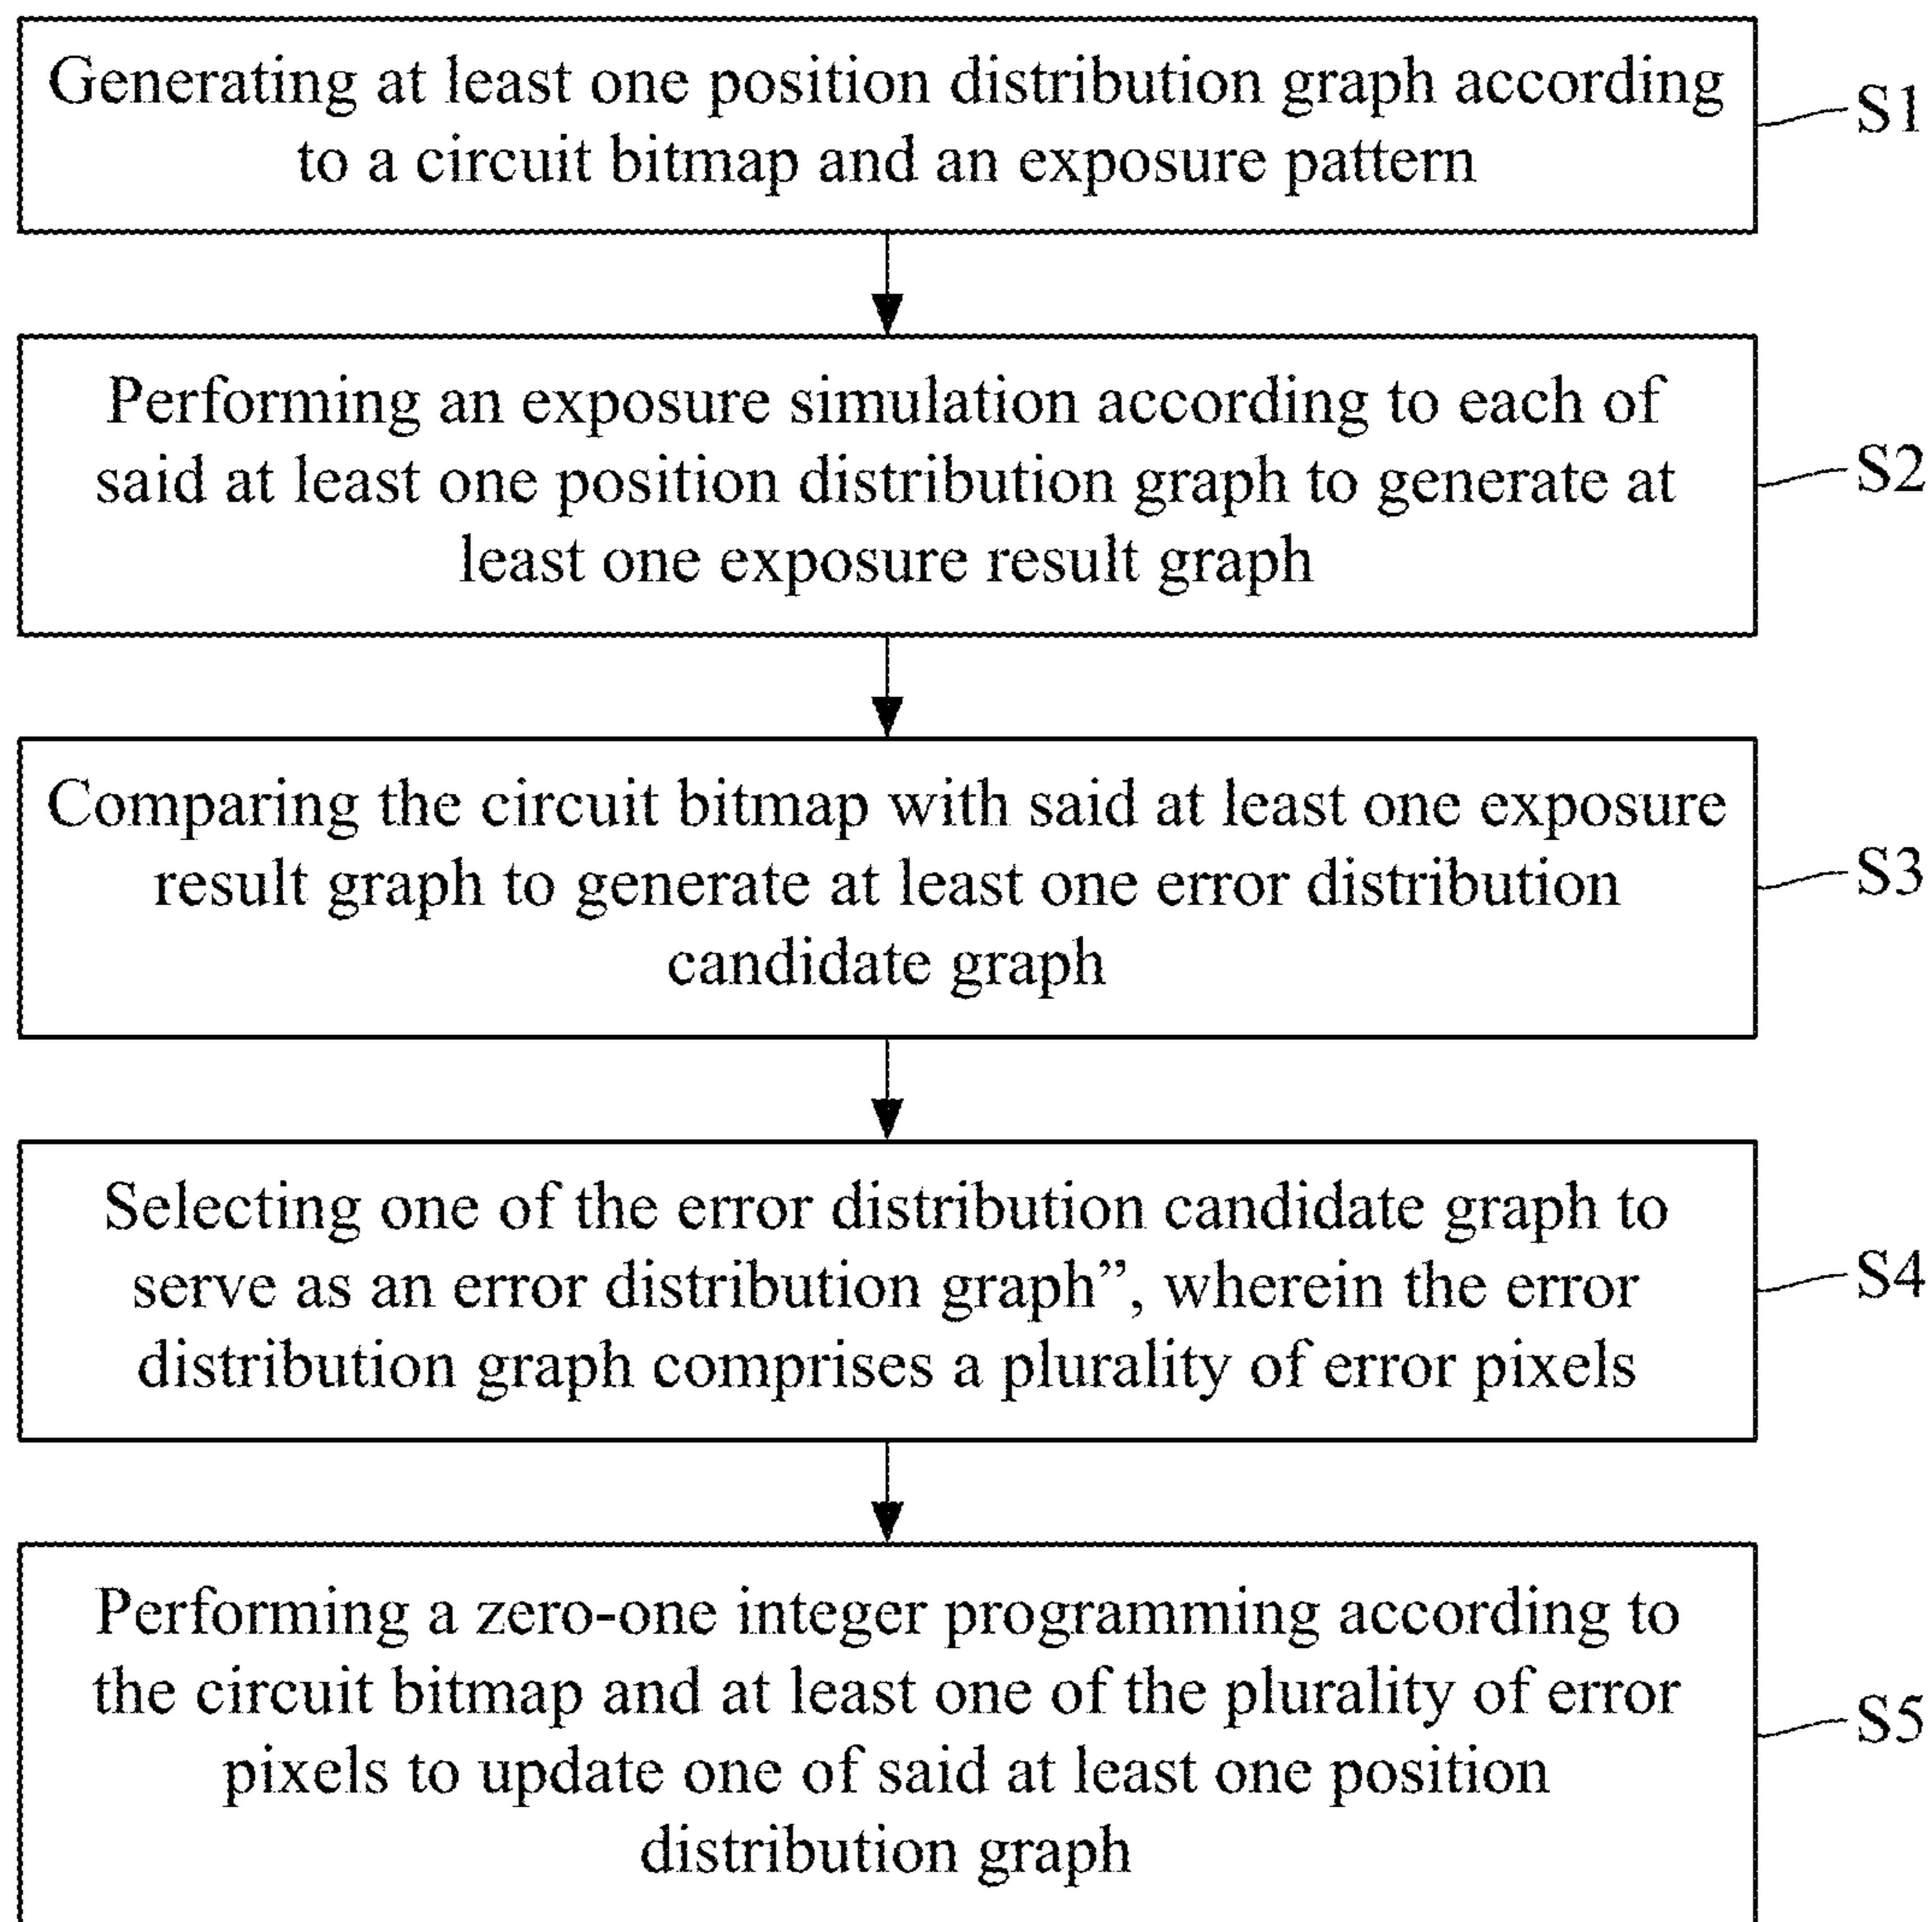 Generating at least one position distribution graph according
to a circuit bitmap and an exposure pattern
S1
Performing an exposure simulation according to each of
said at least one position distribution graph to generate at
least one exposure result graph
S2
Comparing the circuit bitmap with said at least one exposure
result graph to generate at least one error distribution
candidate graph
S3
Selecting one of the error distribution candidate graph to
serve as an error distribution graph”, wherein the error
distribution graph comprises a plurality of error pixels
S4
Performing a zero-one integer programming according to
the circuit bitmap and at least one of the plurality of error
pixels to update one of said at least one position
distribution graph
S5